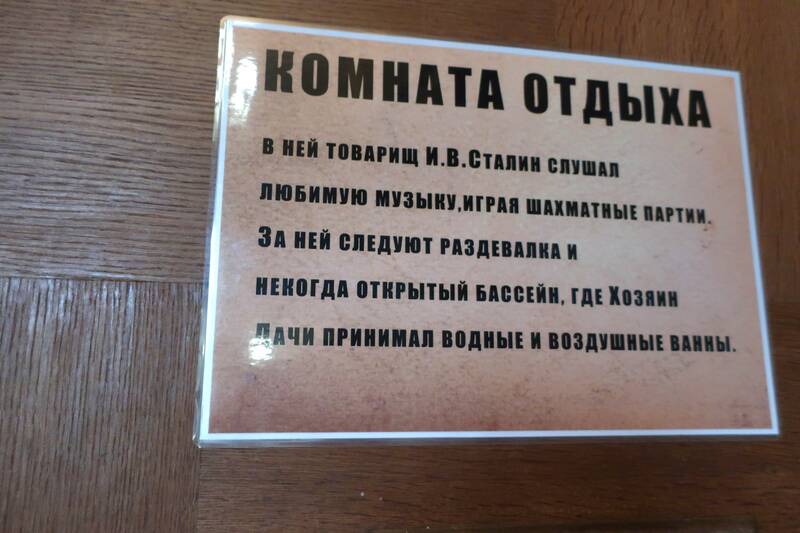 КОМНАТА ОТДЫХА
В НЕЙ ТОВАРИЩ И.В.СТАЛИН СЛУШАЛ
ЛЮБИМУЮ МУЗЫКУ,ИГРАЯ ШАХМАТНЫЕ ПАРТИИ.
ЗА НЕЙ СЛЕДУЮТ РАЗДЕВАЛКА И
НЕКОГДА ОТКРЫТЫЙ БАССЕЙН, ГДЕ ХОЗЯИН
ДАЧИ ПРИНИМАЛ ВОДНЫЕ И ВОЗДУШНЫЕ ВАННЫ.